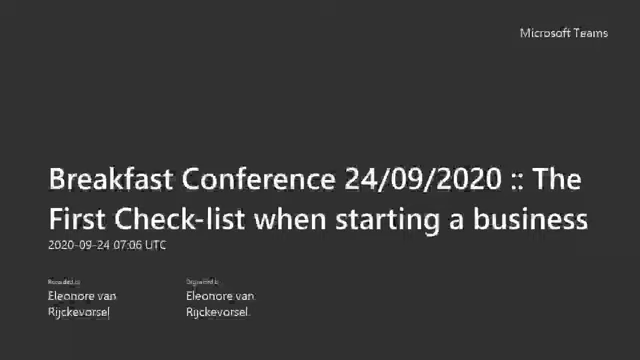 Microsoft Teams
Breakfast Conference 24/09/2020 :: The
First Check-list when starting a business
2020-09-24 07:06 UTC
Recorded by
Organized by
Eleonore van
Rijckevorsel
Eleonore van
Rijckevorsel